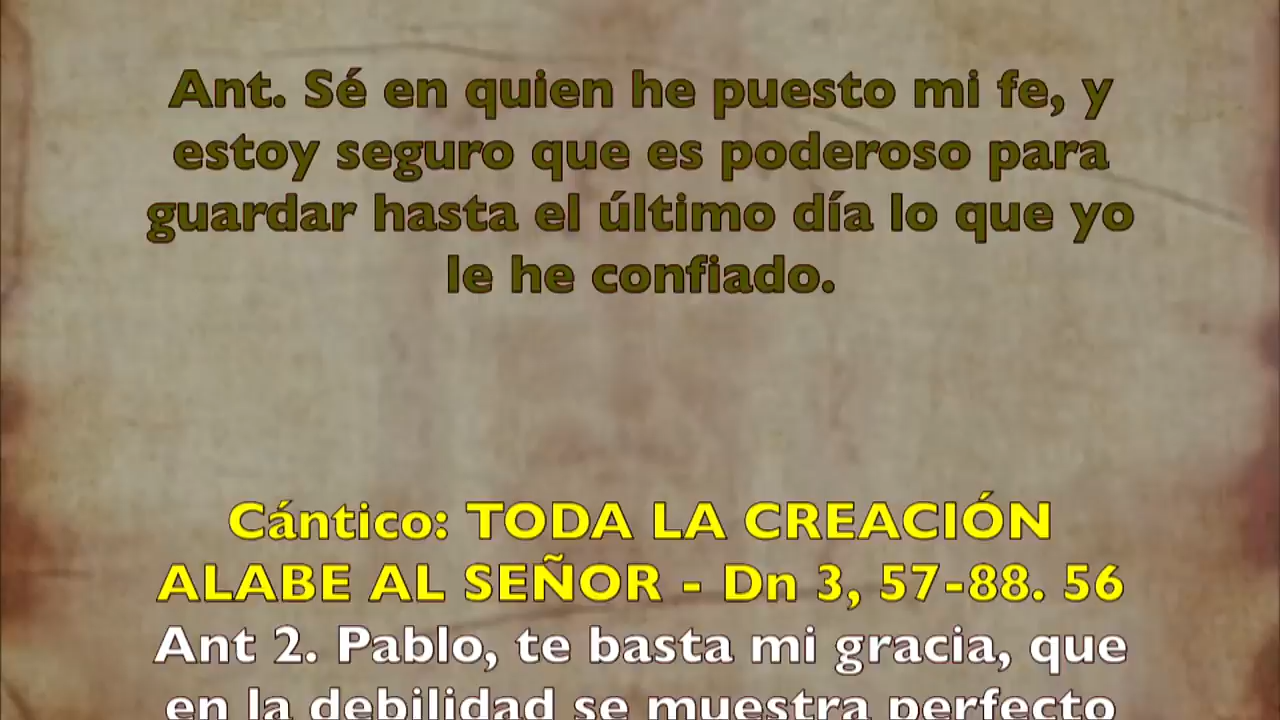 Ant. Sé en quien he puesto mi fe, y
estoy seguro que es poderoso para
guardar hasta el último día lo que yo
le he confiado.
Cántico: TODA LA CREACIÓN
ALABE AL SEÑOR - Dn 3, 57-88. 56
Ant 2. Pablo, te basta mi gracia, que
en la debilidad se muestra perfecto